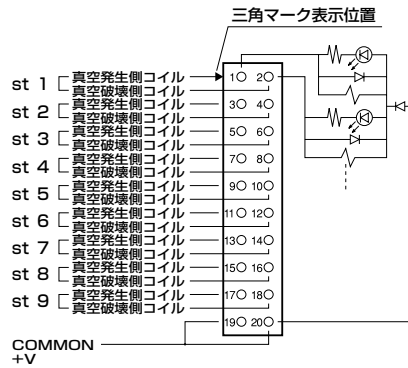 三角マーク表示位置
st 1 真空発生側コイル 1 2
真空破壊側コイル
st 2 真空発生側コイル 3 4
真空破壊側コイル
st 3 真空発生側コイル 5 6
真空破壊側コイル
st 4 真空発生側コイル 7 8
真空破壊側コイル
st 5 真空発生側コイル 9 10
真空破壊側コイル
st 6 真空発生側コイル 11 12
真空破壊側コイル
st 7 真空発生側コイル 13 14
真空破壊側コイル
st 8 真空発生側コイル 15 16
真空破壊側コイル
st 9 真空発生側コイル 17 18
真空破壊側コイル
19 20
COMMON
+V